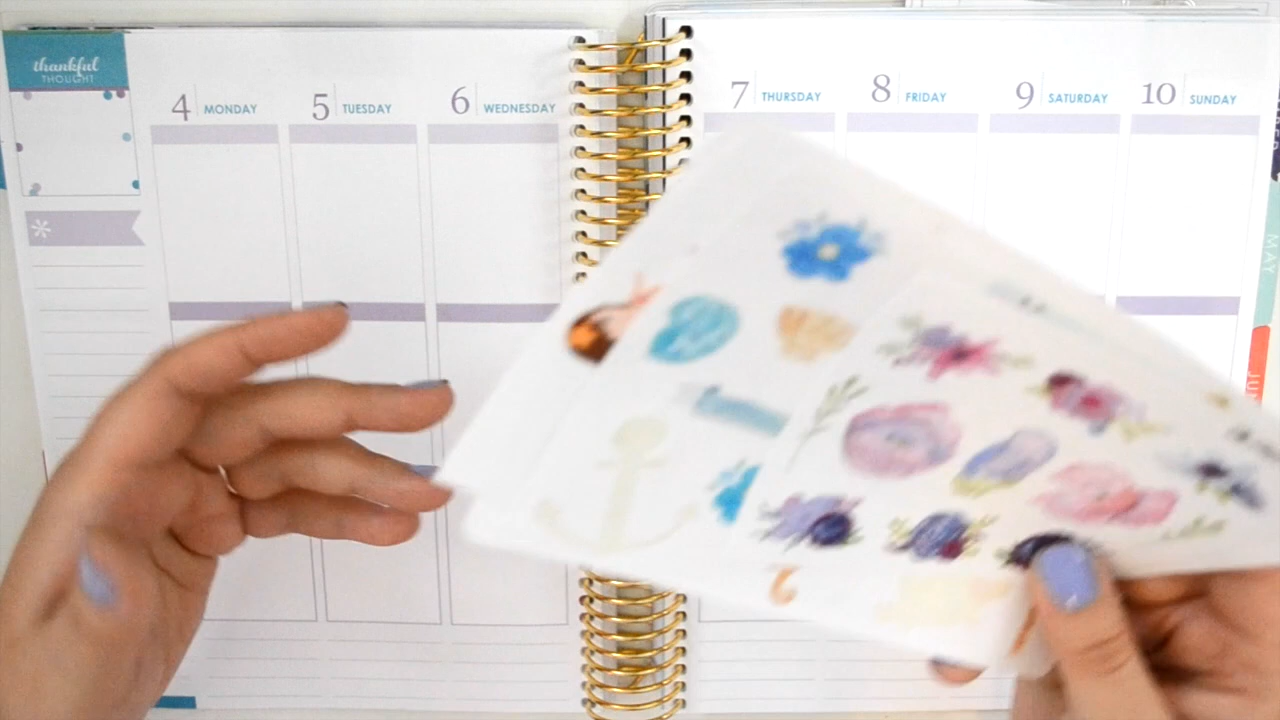 thankful
THOUGHT
4 MONDAY
5 TUESDAY
6 WEDNESDAY
7 THURSDAY
8 FRIDAY
9 SATURDAY
10 SUNDAY
MAY